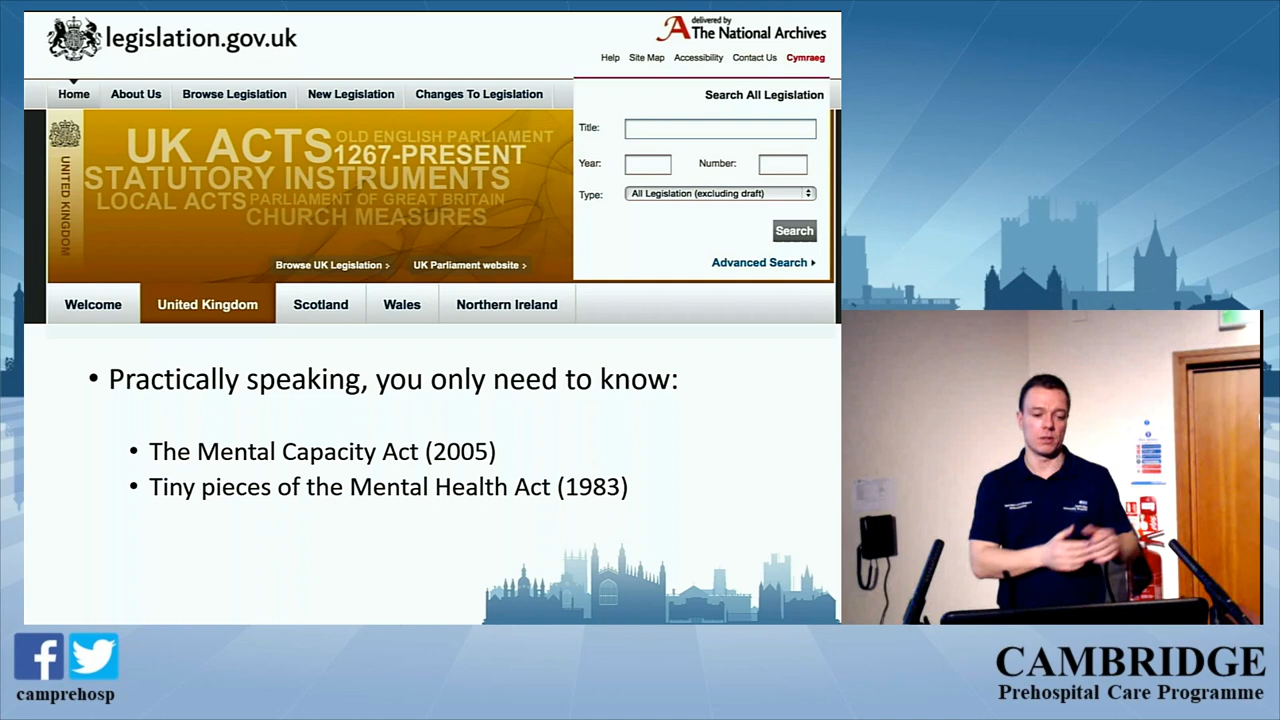 legislation.gov.uk
delivered by
The National Archives
Help Site Map Accessibility Contact Us Cymraeg
Home About Us Browse Legislation New Legislation Changes To Legislation
Search All Legislation
UNITED KINGDOM
UK ACTS OLD ENGLISH PARLIAMENT
1267-PRESENT
STATUTORY INSTRUMENTS
LOCAL ACTS PARLIAMENT OF GREAT BRITAIN
CHURCH MEASURES
Browse UK Legislation › UK Parliament website ›
Title:
Year: Number:
Type: All Legislation (excluding draft)
Search
Advanced Search
Welcome United Kingdom Scotland Wales Northern Ireland
• Practically speaking, you only need to know:
• The Mental Capacity Act (2005)
• Tiny pieces of the Mental Health Act (1983)
camprehosp
CAMBRIDGE
Prehospital Care Programme